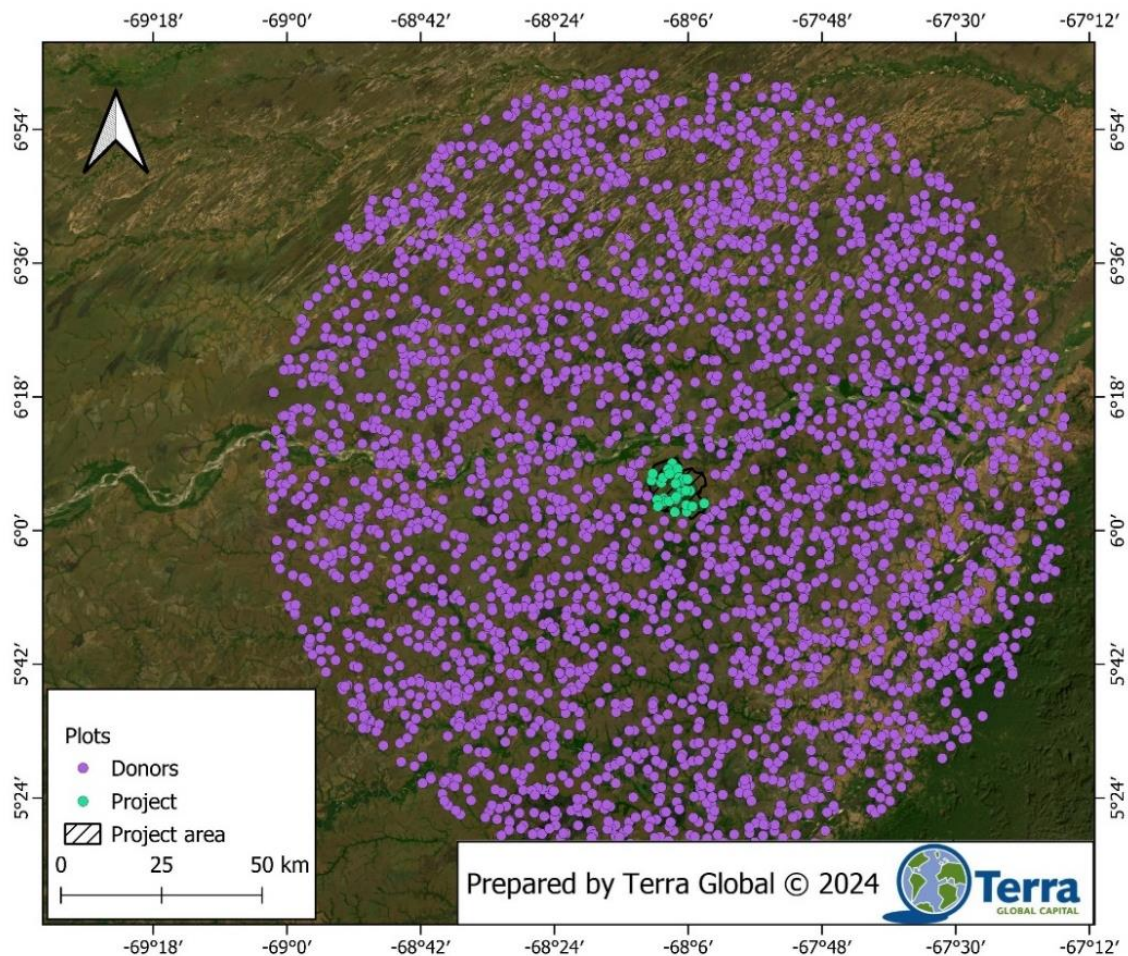 -69°18′ -69°0′ -68°42′ -68°24′ -68°6′ -67°48′ -67°30′ -67°12′
6°54′ 6°54′
6°36′ 6°36′
6°18′ 6°18′
6°0′ 6°0′
5°42′ 5°42′
5°24′ 5°24′
Plots
Donors
Project
Project area
0 25 50 km
Prepared by Terra Global © 2024
Terra
GLOBAL CAPITAL
-69°18′ -69°0′ -68°42′ -68°24′ -68°6′ -67°48′ -67°30′ -67°12′